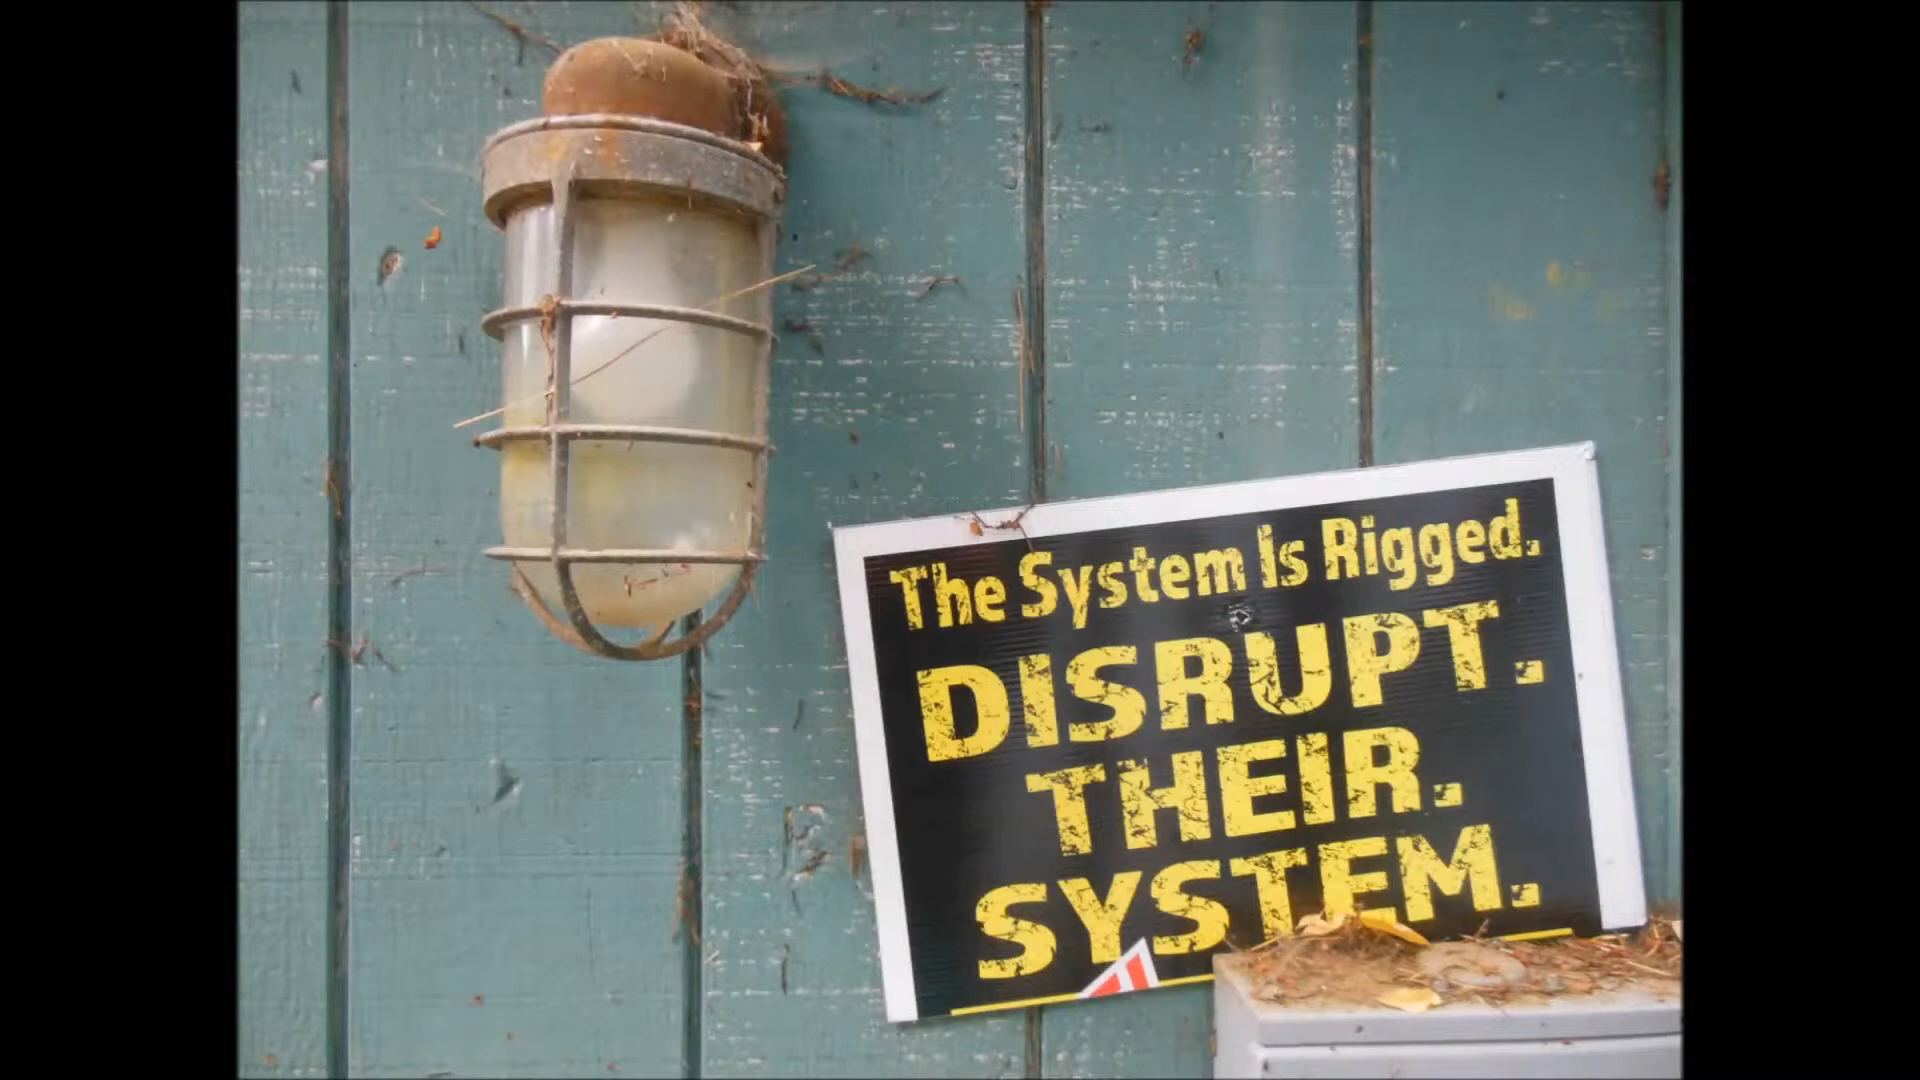 The System Is Rigged.
DISRUPT.
THEIR.
SYSTEM.